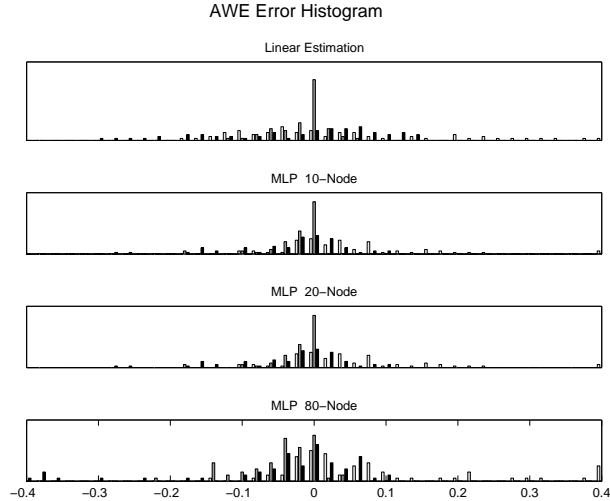 AWE Error Histogram
Linear Estimation
MLP 10−Node
MLP 20−Node
MLP 80−Node
−0.4 −0.3 −0.2 −0.1 0 0.1 0.2 0.3 0.4